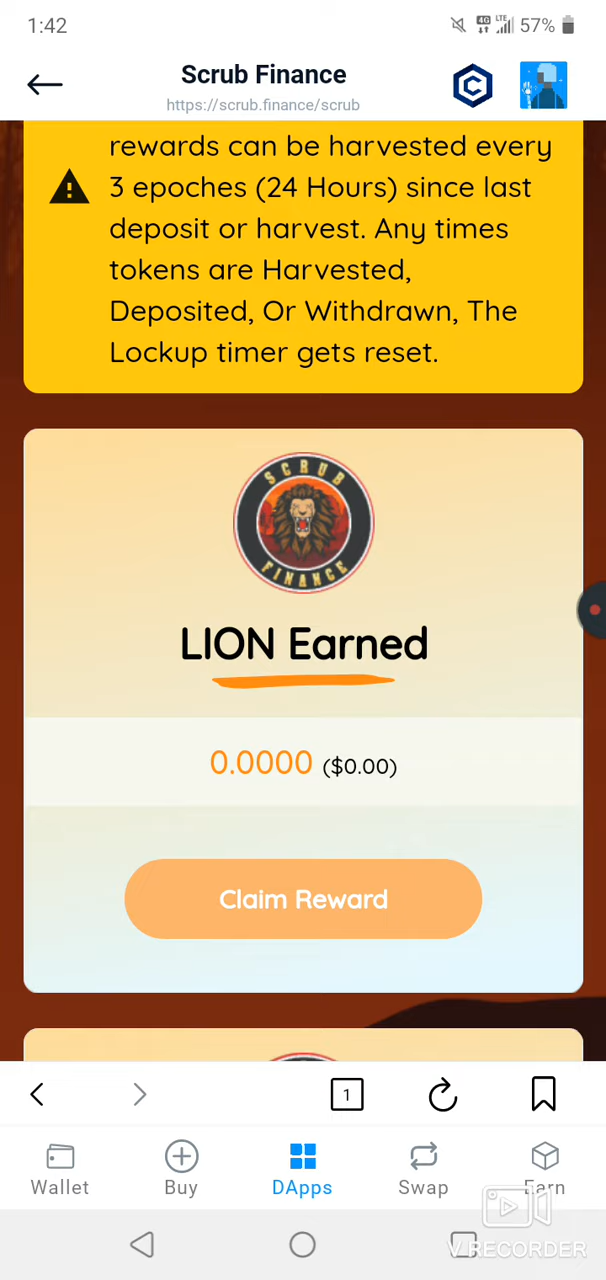 1:42
4G LTE 57%
Scrub Finance
https://scrub.finance/scrub
rewards can be harvested every
3 epoches (24 Hours) since last
deposit or harvest. Any times
tokens are Harvested,
Deposited, Or Withdrawn, The
Lockup timer gets reset.
SCRUB
FINANCE
LION Earned
0.0000 ($0.00)
Claim Reward
1
Wallet
Buy
DApps
Swap
Earn
V RECORDER